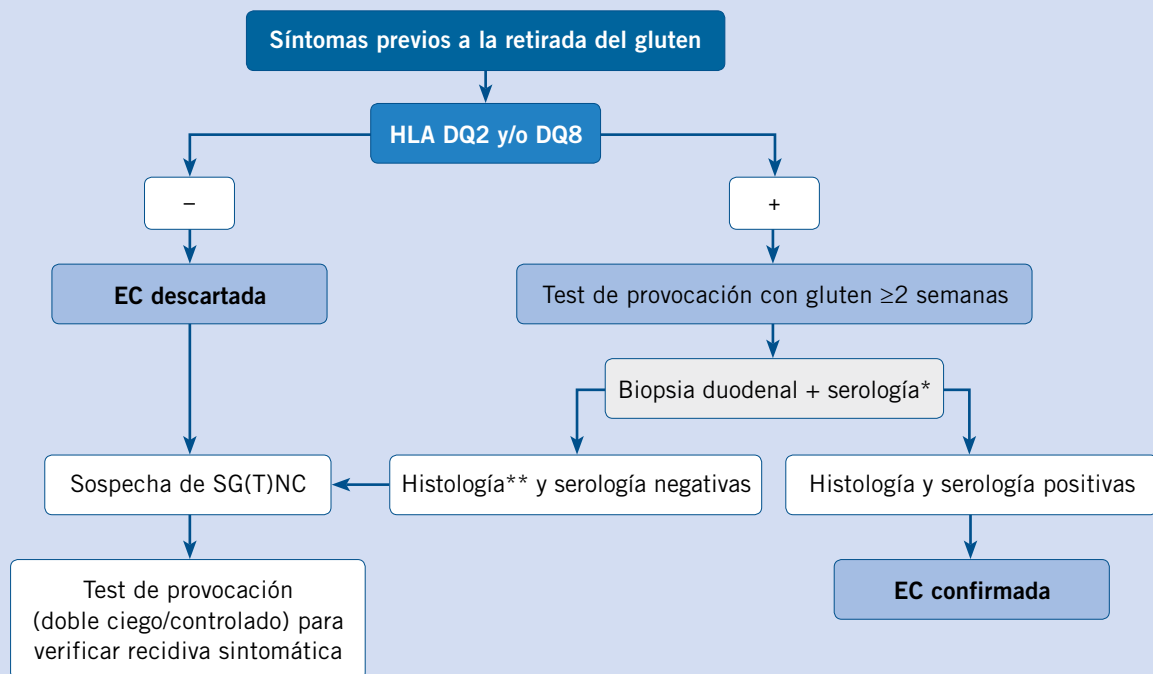 Síntomas previos a la retirada del gluten
HLA DQ2 y/o DQ8
–
+
EC descartada
Test de provocación con gluten ≥2 semanas
Biopsia duodenal + serología*
Sospecha de SG(T)NC
Histología** y serología negativas
Histología y serología positivas
Test de provocación
(doble ciego/controlado) para
verificar recidiva sintomática
EC confirmada